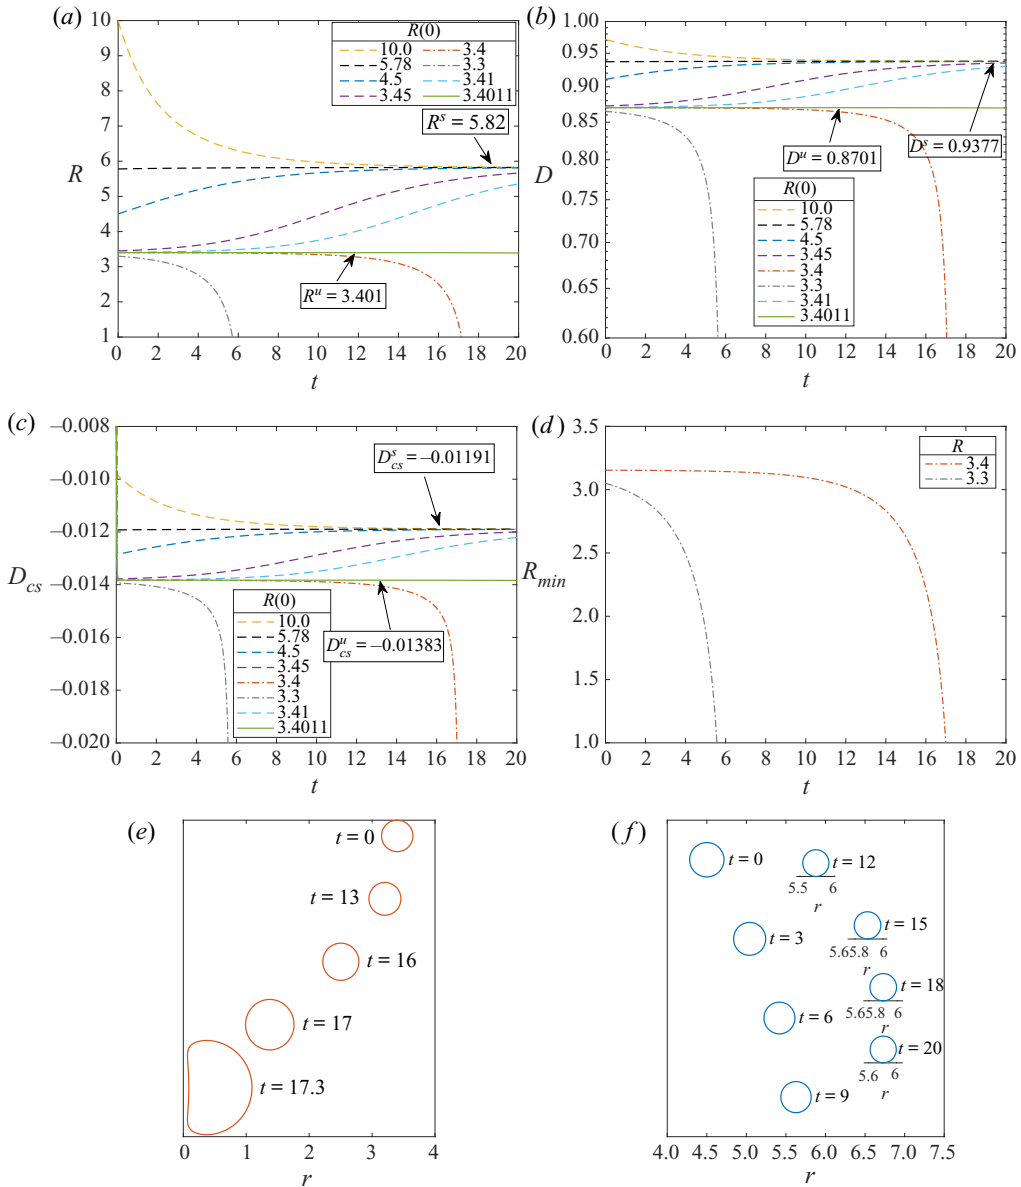 (a)
10
9
8
7
6
5
4
3
2
1
R
R(0)
10.0
3.4
5.78
3.3
4.5
3.41
3.45
3.4011
R^s = 5.82
R^u = 3.401
0 2 4 6 8 10 12 14 16 18 20
t
(b)
1.00
0.95
0.90
0.85
0.80
0.75
0.70
0.65
0.60
D
D^u = 0.8701
D^s = 0.9377
R(0)
10.0
5.78
4.5
3.45
3.4
3.3
3.41
3.4011
0 2 4 6 8 10 12 14 16 18 20
t
(c)
–0.008
–0.010
–0.012
–0.014
–0.016
–0.018
–0.020
D_cs
D^s_cs = –0.01191
D^u_cs = –0.01383
R(0)
10.0
5.78
4.5
3.45
3.4
3.3
3.41
3.4011
0 2 4 6 8 10 12 14 16 18 20
t
(d)
3.5
3.0
2.5
2.0
1.5
1.0
R_min
R
3.4
3.3
0 2 4 6 8 10 12 14 16 18 20
t
(e)
t = 0
t = 13
t = 16
t = 17
t = 17.3
0 1 2 3 4
r
(f)
t = 0
t = 3
t = 6
t = 9
t = 12
5.5 6
r
t = 15
5.65.8 6
r
t = 18
5.65.8 6
r
t = 20
5.6 6
r
4.0 4.5 5.0 5.5 6.0 6.5 7.0 7.5
r